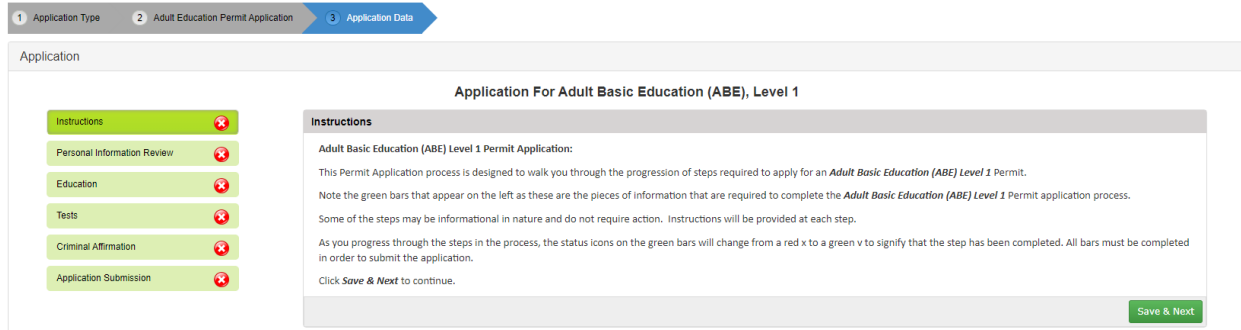 1 Application Type 2 Adult Education Permit Application 3 Application Data
Application
Application For Adult Basic Education (ABE), Level 1
Instructions
Personal Information Review
Education
Tests
Criminal Affirmation
Application Submission
Instructions
Adult Basic Education (ABE) Level 1 Permit Application:
This Permit Application process is designed to walk you through the progression of steps required to apply for an Adult Basic Education (ABE) Level 1 Permit.
Note the green bars that appear on the left as these are the pieces of information that are required to complete the Adult Basic Education (ABE) Level 1 Permit application process.
Some of the steps may be informational in nature and do not require action. Instructions will be provided at each step.
As you progress through the steps in the process, the status icons on the green bars will change from a red x to a green v to signify that the step has been completed. All bars must be completed
in order to submit the application.
Click Save & Next to continue.
Save & Next